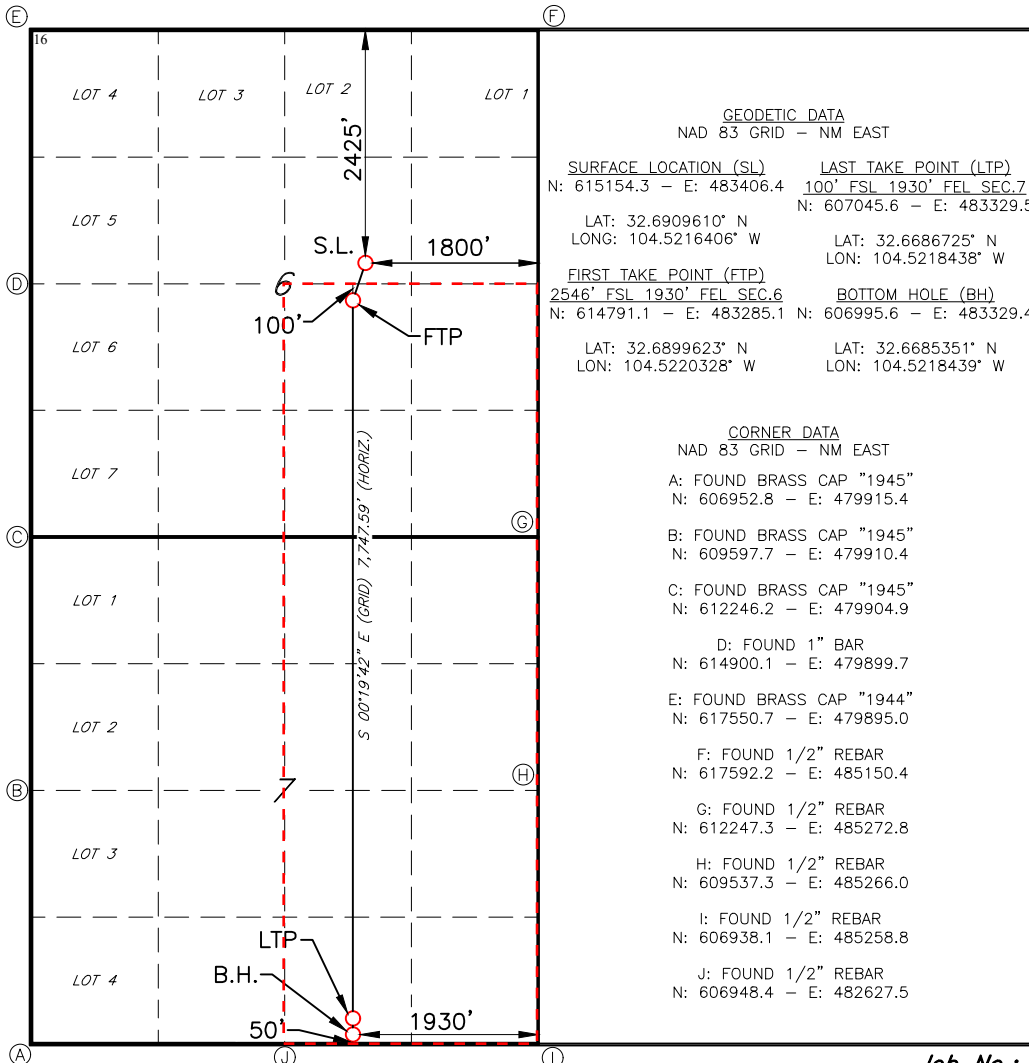 E
F
16
LOT 4
LOT 3
LOT 2
LOT 1
2425'
LOT 5
S.L.
1800'
D
6
100'
FTP
LOT 6
LOT 7
S 00°19'42" E (GRID) 7,747.59' (HORIZ.)
C
G
LOT 1
LOT 2
B
7
H
LOT 3
LTP
B.H.
LOT 4
50'
1930'
A
J
I
GEODETIC DATA
NAD 83 GRID – NM EAST
SURFACE LOCATION (SL)
N: 615154.3 – E: 483406.4
LAT: 32.6909610° N
LONG: 104.5216406° W
FIRST TAKE POINT (FTP)
2546' FSL 1930' FEL SEC.6
N: 614791.1 – E: 483285.1
LAT: 32.6899623° N
LON: 104.5220328° W
LAST TAKE POINT (LTP)
100' FSL 1930' FEL SEC.7
N: 607045.6 – E: 483329.5
LAT: 32.6686725° N
LON: 104.5218438° W
BOTTOM HOLE (BH)
N: 606995.6 – E: 483329.4
LAT: 32.6685351° N
LON: 104.5218439° W
CORNER DATA
NAD 83 GRID – NM EAST
A: FOUND BRASS CAP "1945"
N: 606952.8 – E: 479915.4
B: FOUND BRASS CAP "1945"
N: 609597.7 – E: 479910.4
C: FOUND BRASS CAP "1945"
N: 612246.2 – E: 479904.9
D: FOUND 1" BAR
N: 614900.1 – E: 479899.7
E: FOUND BRASS CAP "1944"
N: 617550.7 – E: 479895.0
F: FOUND 1/2" REBAR
N: 617592.2 – E: 485150.4
G: FOUND 1/2" REBAR
N: 612247.3 – E: 485272.8
H: FOUND 1/2" REBAR
N: 609537.3 – E: 485266.0
I: FOUND 1/2" REBAR
N: 606938.1 – E: 485258.8
J: FOUND 1/2" REBAR
N: 606948.4 – E: 482627.5